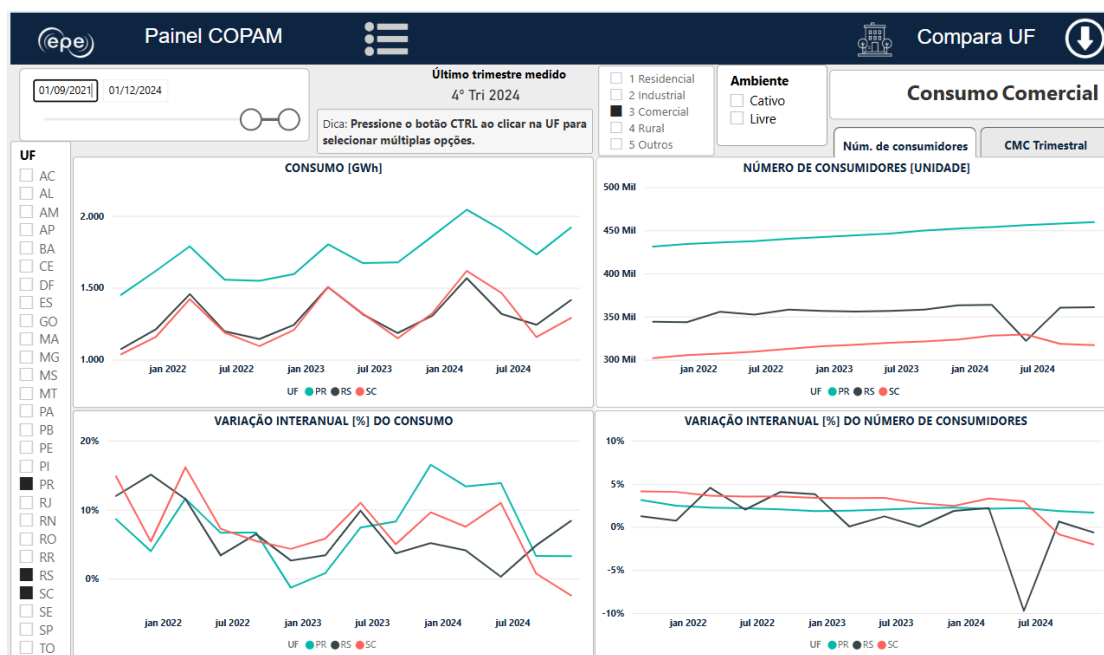 epe
Painel COPAM
Compara UF
01/09/2021
01/12/2024
Último trimestre medido
4º Tri 2024
Dica: Pressione o botão CTRL ao clicar na UF para
selecionar múltiplas opções.
1 Residencial
2 Industrial
3 Comercial
4 Rural
5 Outros
Ambiente
Cativo
Livre
Consumo Comercial
Núm. de consumidores
CMC Trimestral
UF
AC
AL
AM
AP
BA
CE
DF
ES
GO
MA
MG
MS
MT
PA
PB
PE
PI
PR
RJ
RN
RO
RR
RS
SC
SE
SP
TO
CONSUMO [GWh]
2.000
1.500
1.000
jan 2022 jul 2022 jan 2023 jul 2023 jan 2024 jul 2024
UF PR RS SC
NÚMERO DE CONSUMIDORES [UNIDADE]
500 Mil
450 Mil
400 Mil
350 Mil
300 Mil
jan 2022 jul 2022 jan 2023 jul 2023 jan 2024 jul 2024
UF PR RS SC
VARIAÇÃO INTERANUAL [%] DO CONSUMO
20%
10%
0%
jan 2022 jul 2022 jan 2023 jul 2023 jan 2024 jul 2024
UF PR RS SC
VARIAÇÃO INTERANUAL [%] DO NÚMERO DE CONSUMIDORES
10%
5%
0%
-5%
-10%
jan 2022 jul 2022 jan 2023 jul 2023 jan 2024 jul 2024
UF PR RS SC